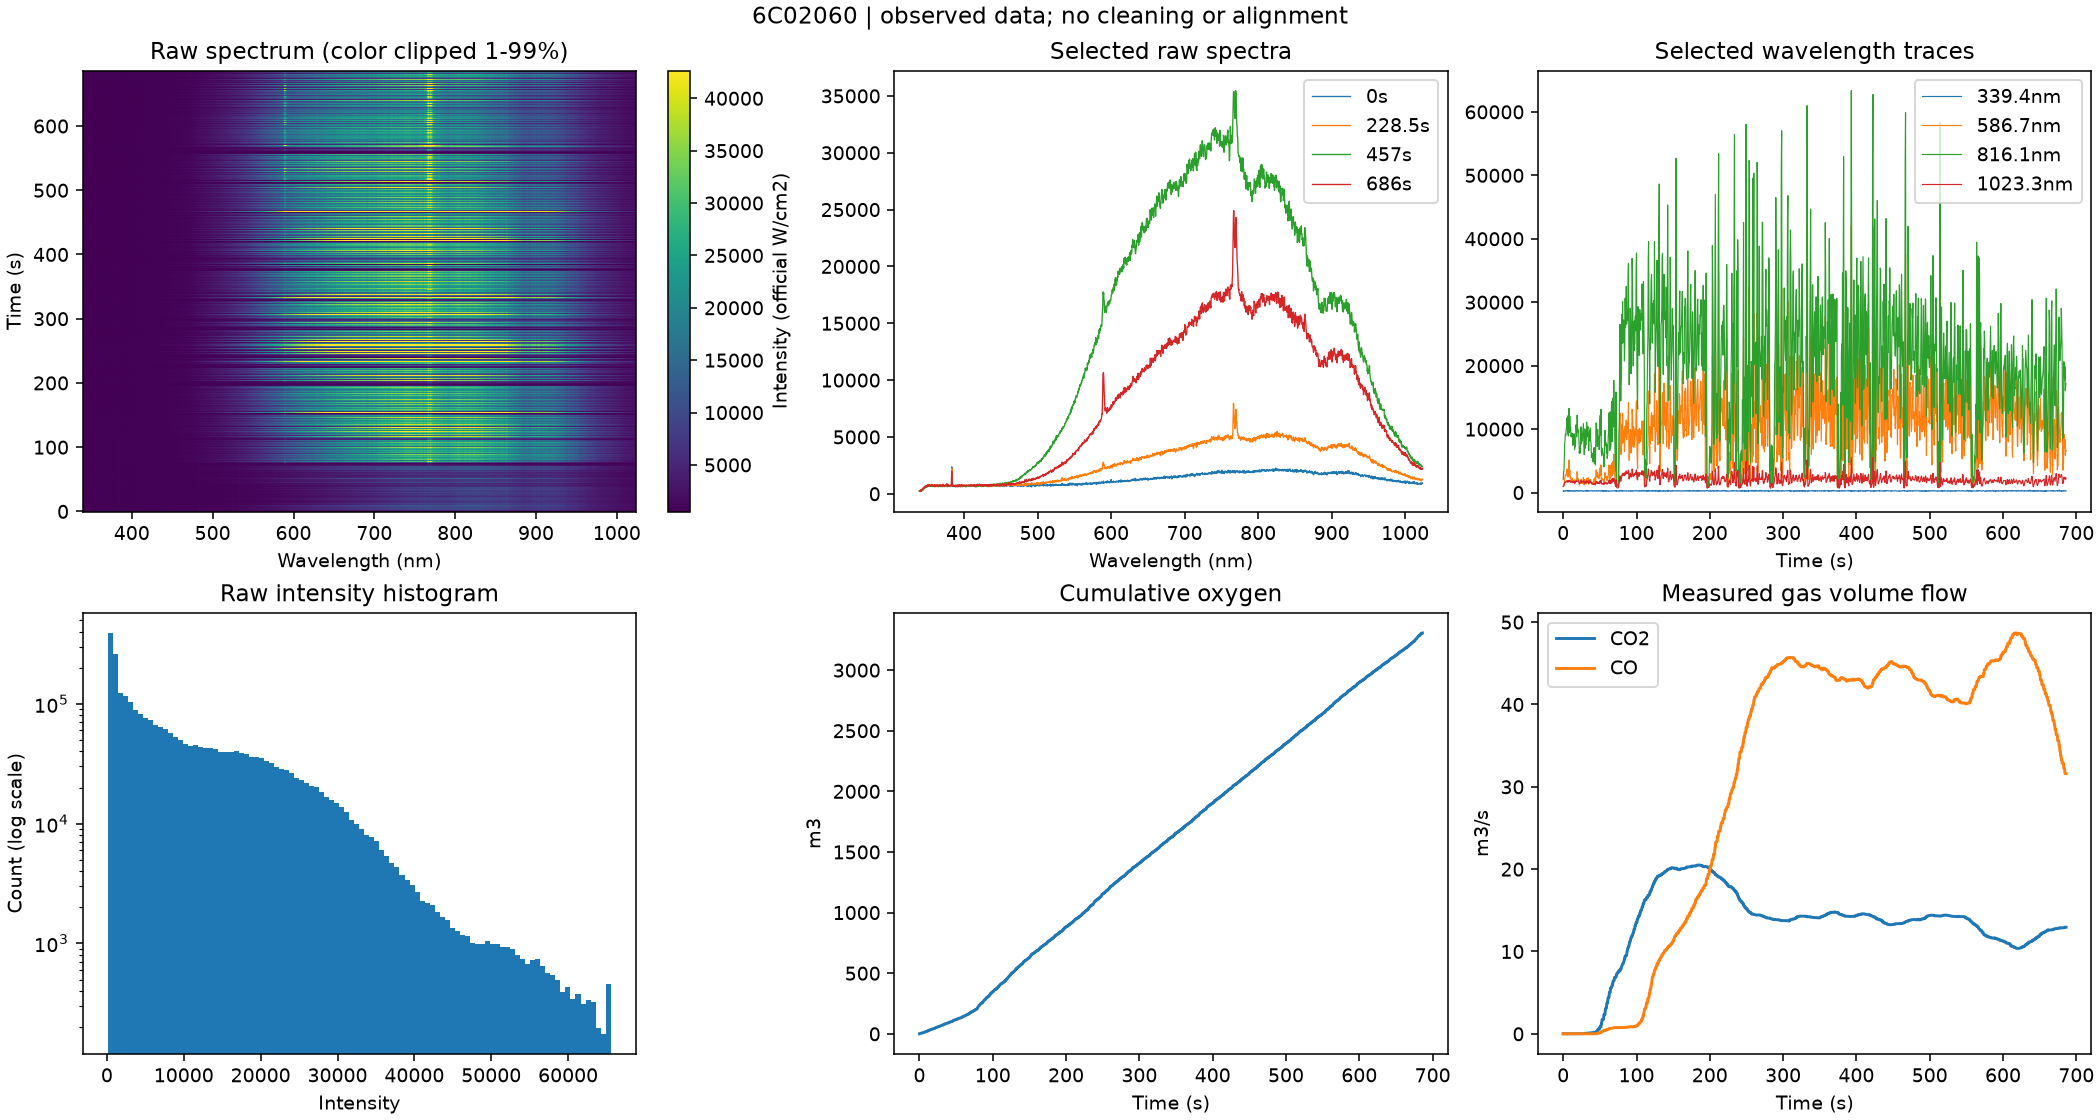 6C02060 | observed data; no cleaning or alignment
Raw spectrum (color clipped 1-99%)
Time (s)
600
500
400
300
200
100
0
400 500 600 700 800 900 1000
Wavelength (nm)
40000
35000
30000
25000
20000
15000
10000
5000
Intensity (official W/cm2)
Selected raw spectra
35000
30000
25000
20000
15000
10000
5000
0
400 500 600 700 800 900 1000
Wavelength (nm)
0s
228.5s
457s
686s
Selected wavelength traces
60000
50000
40000
30000
20000
10000
0
0 100 200 300 400 500 600 700
Time (s)
339.4nm
586.7nm
816.1nm
1023.3nm
Raw intensity histogram
Count (log scale)
10^5
10^4
10^3
0 10000 20000 30000 40000 50000 60000
Intensity
Cumulative oxygen
m3
3000
2500
2000
1500
1000
500
0
0 100 200 300 400 500 600 700
Time (s)
Measured gas volume flow
m3/s
50
40
30
20
10
0
0 100 200 300 400 500 600 700
Time (s)
CO2
CO